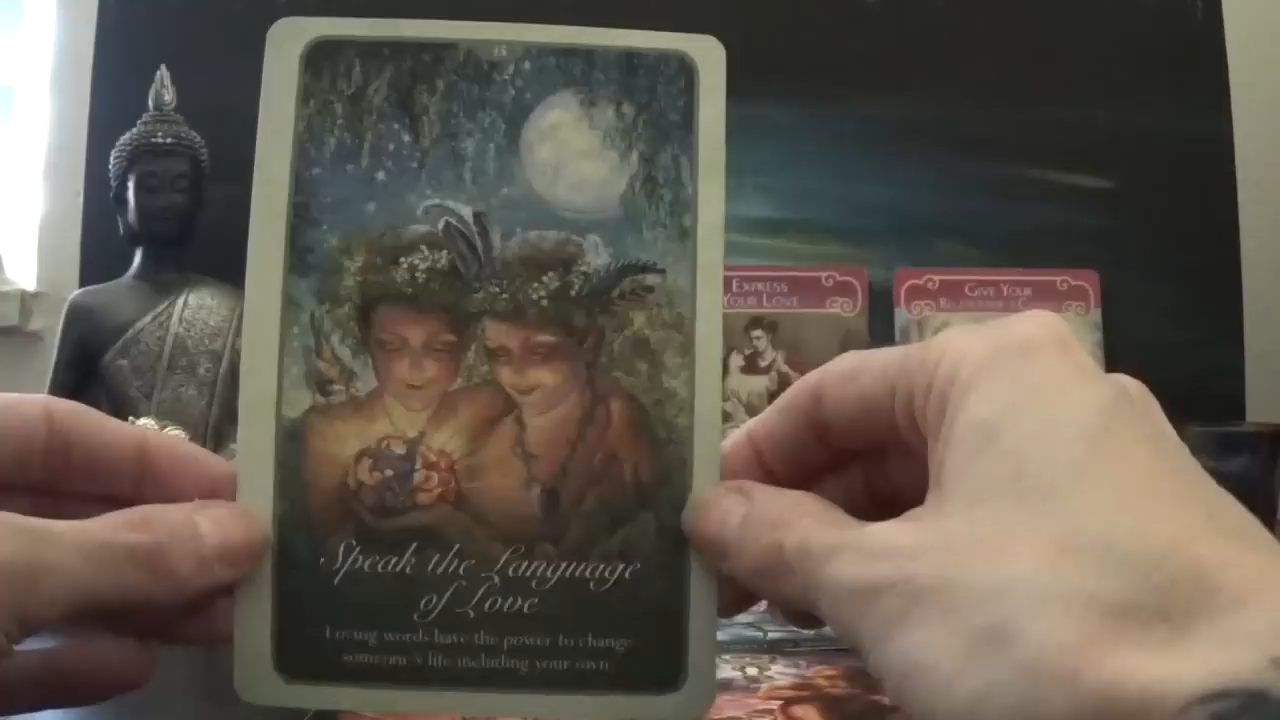 15
Speak the Language
of Love
Loving words have the power to change
someone's life including your own.
EXPRESS
YOUR LOVE
GIVE YOUR